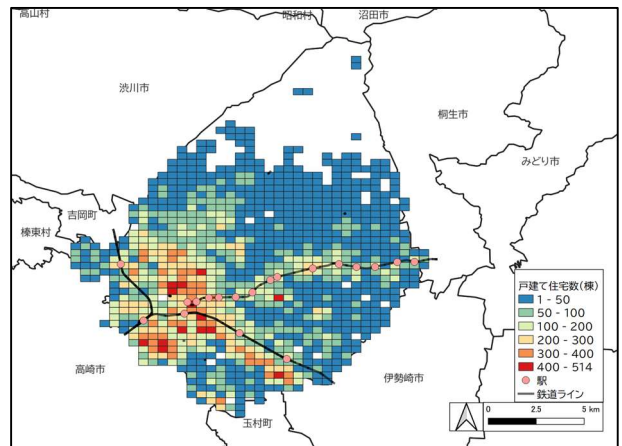 高山村
昭和村
沼田市
渋川市
桐生市
みどり市
吉岡町
榛東村
高崎市
伊勢崎市
玉村町
戸建て住宅数(棟)
1 - 50
50 - 100
100 - 200
200 - 300
300 - 400
400 - 514
駅
鉄道ライン
0 2.5 5 km